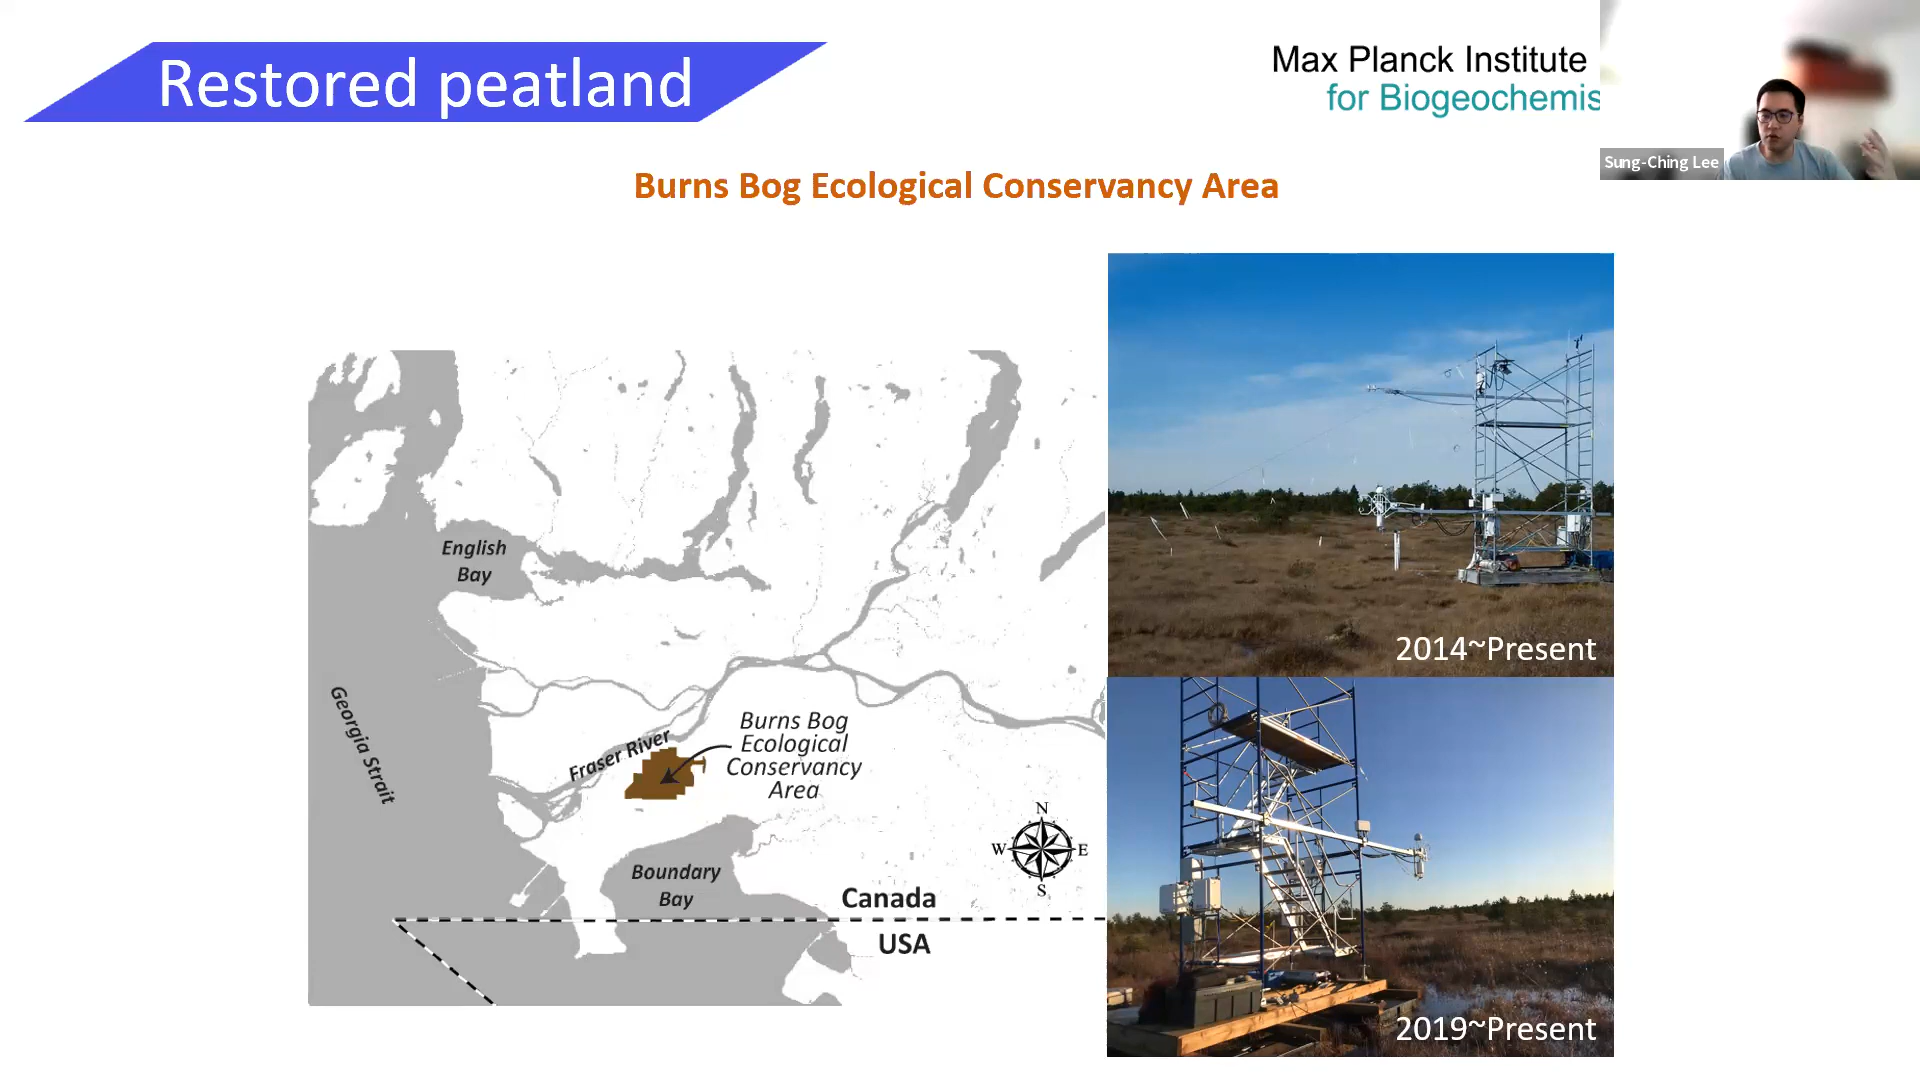 Restored peatland
Max Planck Institute
for Biogeochemis
Sung-Ching Lee
Burns Bog Ecological Conservancy Area
English
Bay
Georgia Strait
Fraser River
Burns Bog
Ecological
Conservancy
Area
Boundary
Bay
N
W
E
S
Canada
USA
2014~Present
2019~Present